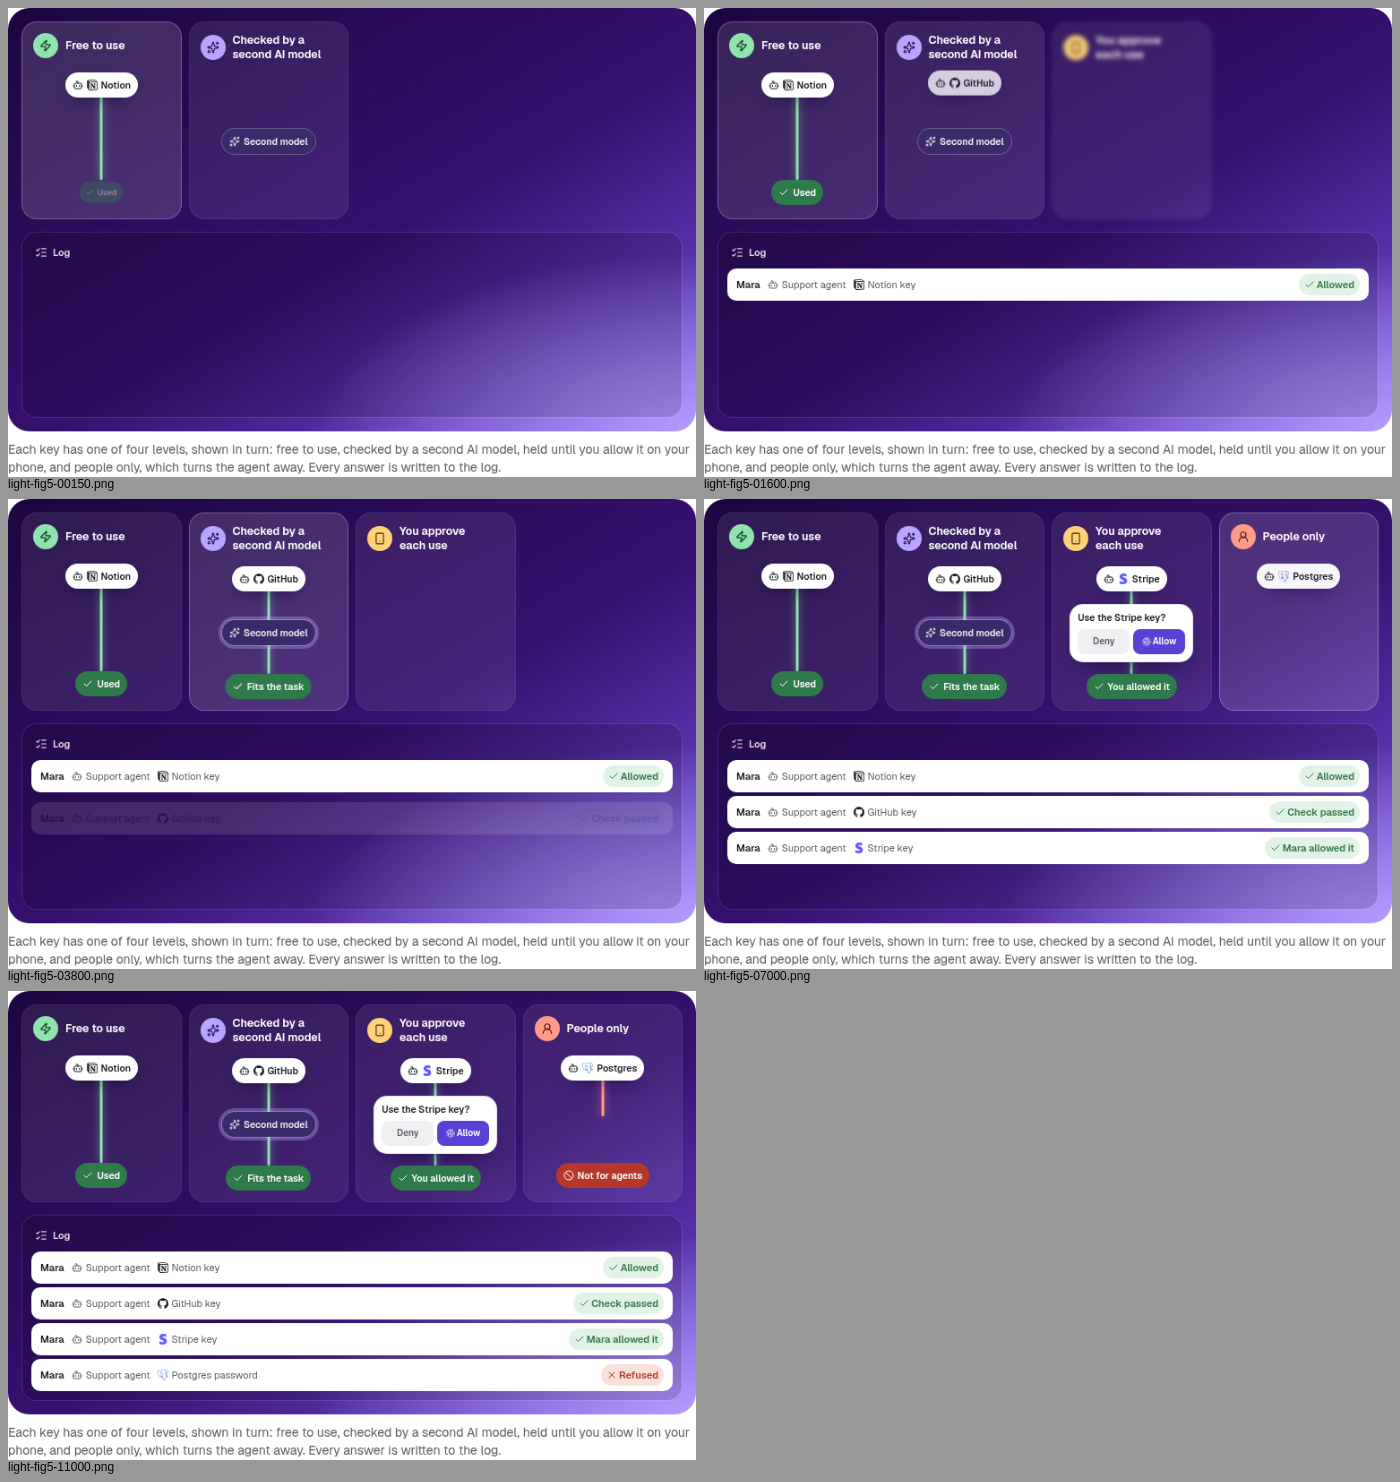 Free to use
Checked by a
second AI model
Notion
Second model
Used
Log
Each key has one of four levels, shown in turn: free to use, checked by a second AI model, held until you allow it on your
phone, and people only, which turns the agent away. Every answer is written to the log.
light-fig5-00150.png
Free to use
Checked by a
second AI model
You approve
each use
Notion
GitHub
Second model
Used
Log
Mara Support agent Notion key Allowed
Each key has one of four levels, shown in turn: free to use, checked by a second AI model, held until you allow it on your
phone, and people only, which turns the agent away. Every answer is written to the log.
light-fig5-01600.png
Free to use
Checked by a
second AI model
You approve
each use
Notion
GitHub
Second model
Used
Fits the task
Log
Mara Support agent Notion key Allowed
Mara Support agent GitHub key Check passed
Each key has one of four levels, shown in turn: free to use, checked by a second AI model, held until you allow it on your
phone, and people only, which turns the agent away. Every answer is written to the log.
light-fig5-03800.png
Free to use
Checked by a
second AI model
You approve
each use
People only
Notion
GitHub
Stripe
Postgres
Second model
Use the Stripe key?
Deny Allow
Used
Fits the task
You allowed it
Log
Mara Support agent Notion key Allowed
Mara Support agent GitHub key Check passed
Mara Support agent Stripe key Mara allowed it
Each key has one of four levels, shown in turn: free to use, checked by a second AI model, held until you allow it on your
phone, and people only, which turns the agent away. Every answer is written to the log.
light-fig5-07000.png
Free to use
Checked by a
second AI model
You approve
each use
People only
Notion
GitHub
Stripe
Postgres
Second model
Use the Stripe key?
Deny Allow
Used
Fits the task
You allowed it
Not for agents
Log
Mara Support agent Notion key Allowed
Mara Support agent GitHub key Check passed
Mara Support agent Stripe key Mara allowed it
Mara Support agent Postgres password Refused
Each key has one of four levels, shown in turn: free to use, checked by a second AI model, held until you allow it on your
phone, and people only, which turns the agent away. Every answer is written to the log.
light-fig5-11000.png